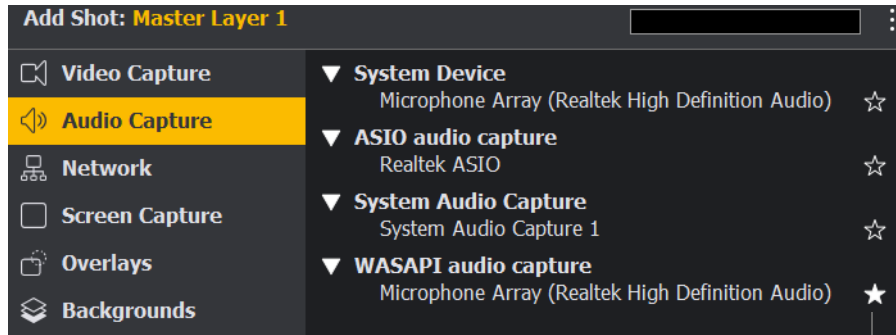 Add Shot: Master Layer 1
Video Capture
Audio Capture
Network
Screen Capture
Overlays
Backgrounds
▼ System Device
Microphone Array (Realtek High Definition Audio) ☆
▼ ASIO audio capture
Realtek ASIO ☆
▼ System Audio Capture
System Audio Capture 1 ☆
▼ WASAPI audio capture
Microphone Array (Realtek High Definition Audio) ★